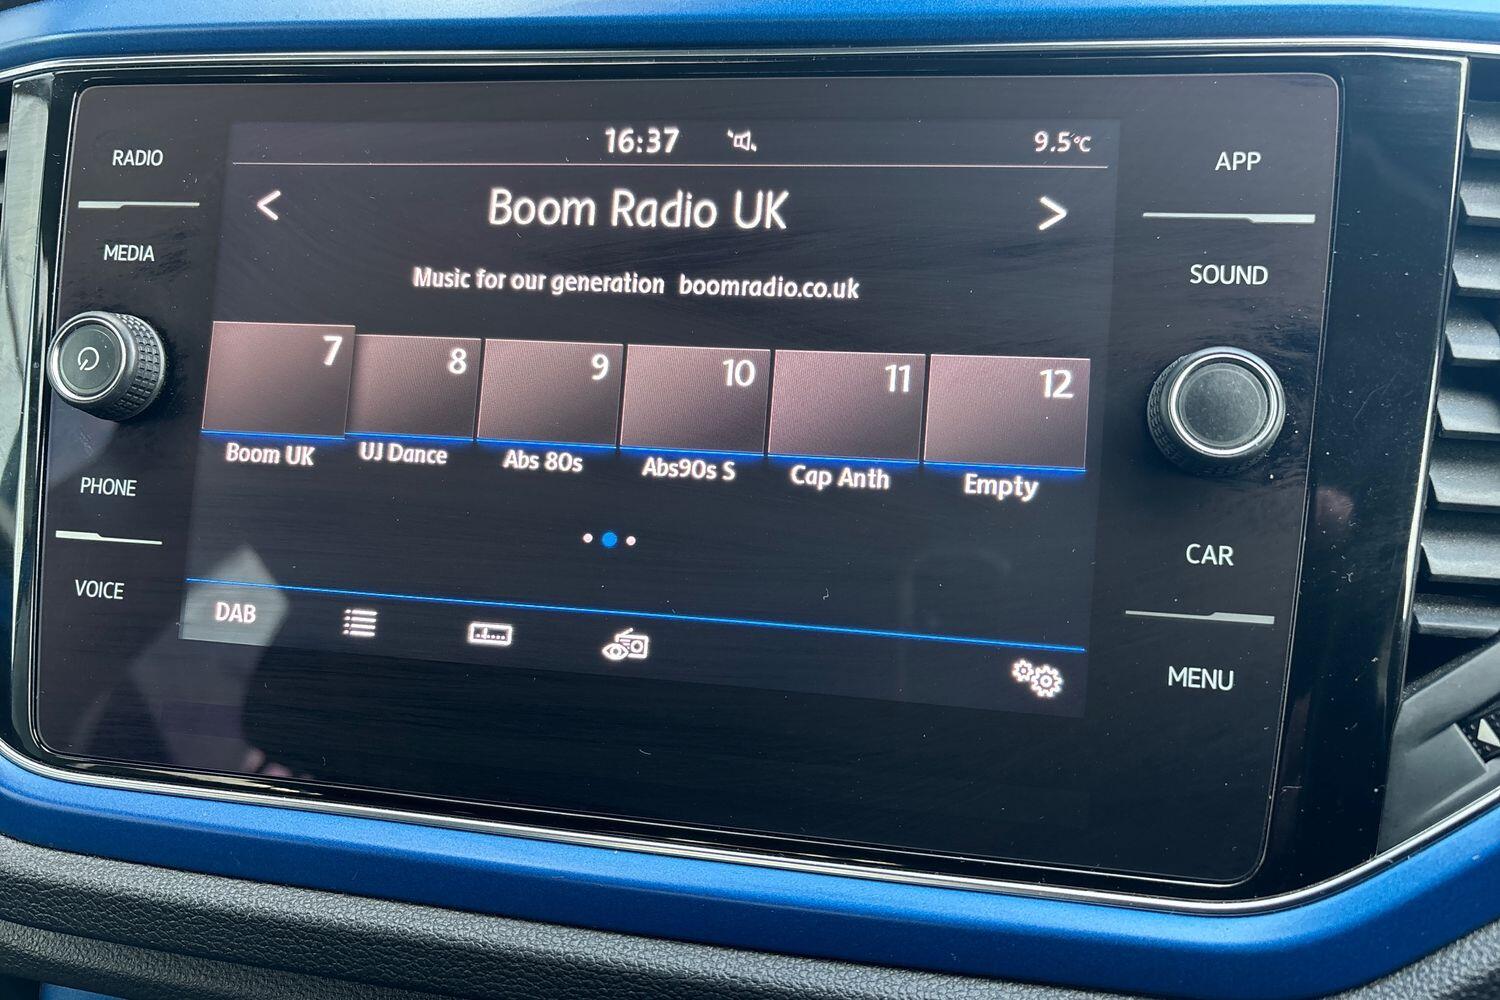 16:37 9.5°C
< Boom Radio UK >
Music for our generation boomradio.co.uk
7 8 9 10 11 12
Boom UK UJ Dance Abs 80s Abs90s S Cap Anth Empty
DAB
RADIO
MEDIA
PHONE
VOICE
APP
SOUND
CAR
MENU